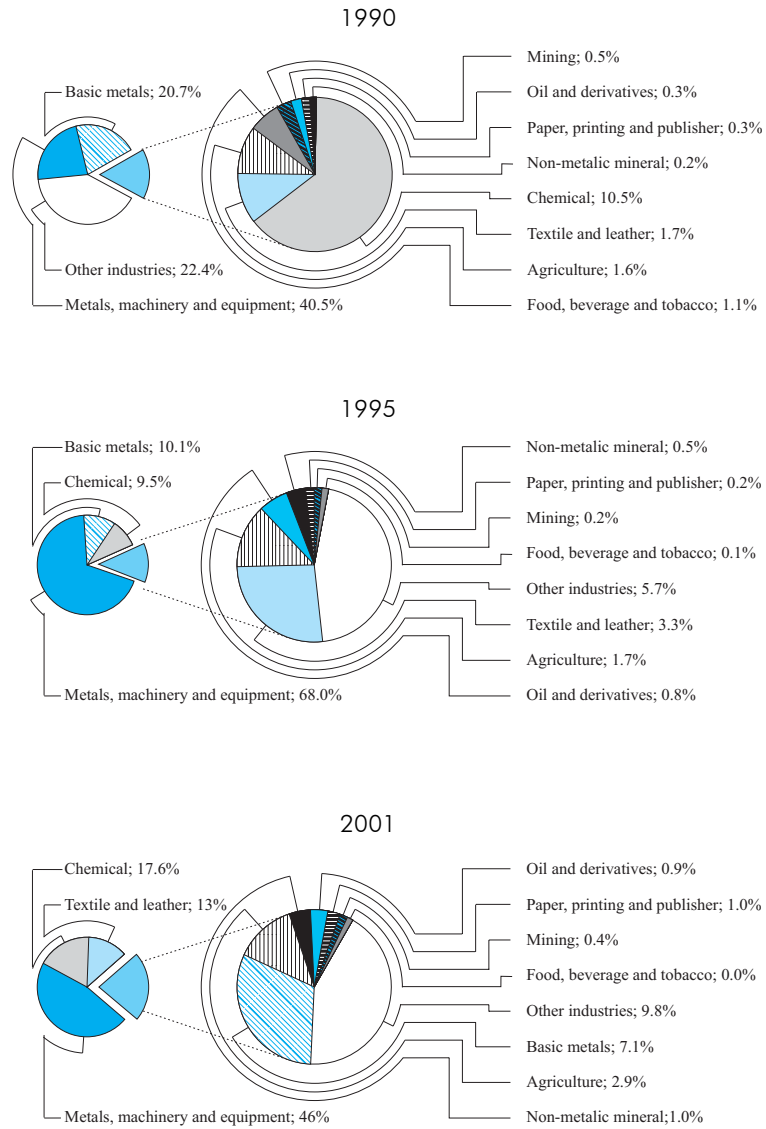 1990
Basic metals; 20.7%
Other industries; 22.4%
Metals, machinery and equipment; 40.5%
Mining; 0.5%
Oil and derivatives; 0.3%
Paper, printing and publisher; 0.3%
Non-metalic mineral; 0.2%
Chemical; 10.5%
Textile and leather; 1.7%
Agriculture; 1.6%
Food, beverage and tobacco; 1.1%
1995
Basic metals; 10.1%
Chemical; 9.5%
Metals, machinery and equipment; 68.0%
Non-metalic mineral; 0.5%
Paper, printing and publisher; 0.2%
Mining; 0.2%
Food, beverage and tobacco; 0.1%
Other industries; 5.7%
Textile and leather; 3.3%
Agriculture; 1.7%
Oil and derivatives; 0.8%
2001
Chemical; 17.6%
Textile and leather; 13%
Metals, machinery and equipment; 46%
Oil and derivatives; 0.9%
Paper, printing and publisher; 1.0%
Mining; 0.4%
Food, beverage and tobacco; 0.0%
Other industries; 9.8%
Basic metals; 7.1%
Agriculture; 2.9%
Non-metalic mineral;1.0%